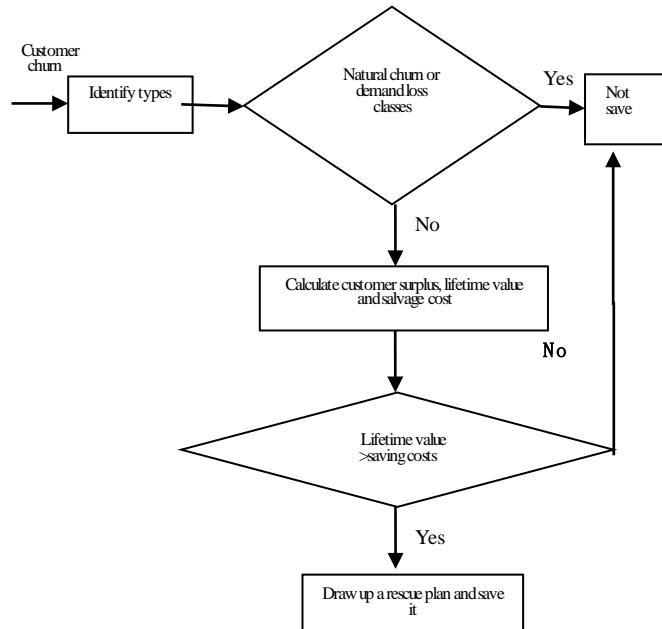 Customer
churn
Identify types
Natural churn or
demand loss
classes
Yes
Not
save
No
Calculate customer surplus, lifetime value
and salvage cost
No
Lifetime value
>saving costs
Yes
Draw up a rescue plan and save
it